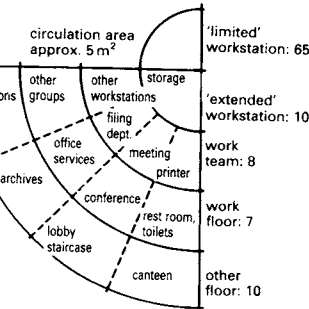 circulation area
approx. 5 m²
'limited'
workstation: 65
other
groups
other
workstations
storage
'extended'
workstation: 10
filing
dept.
office
services
meeting
work
team: 8
printer
archives
conference
rest room,
toilets
work
floor: 7
lobby
staircase
canteen
other
floor: 10